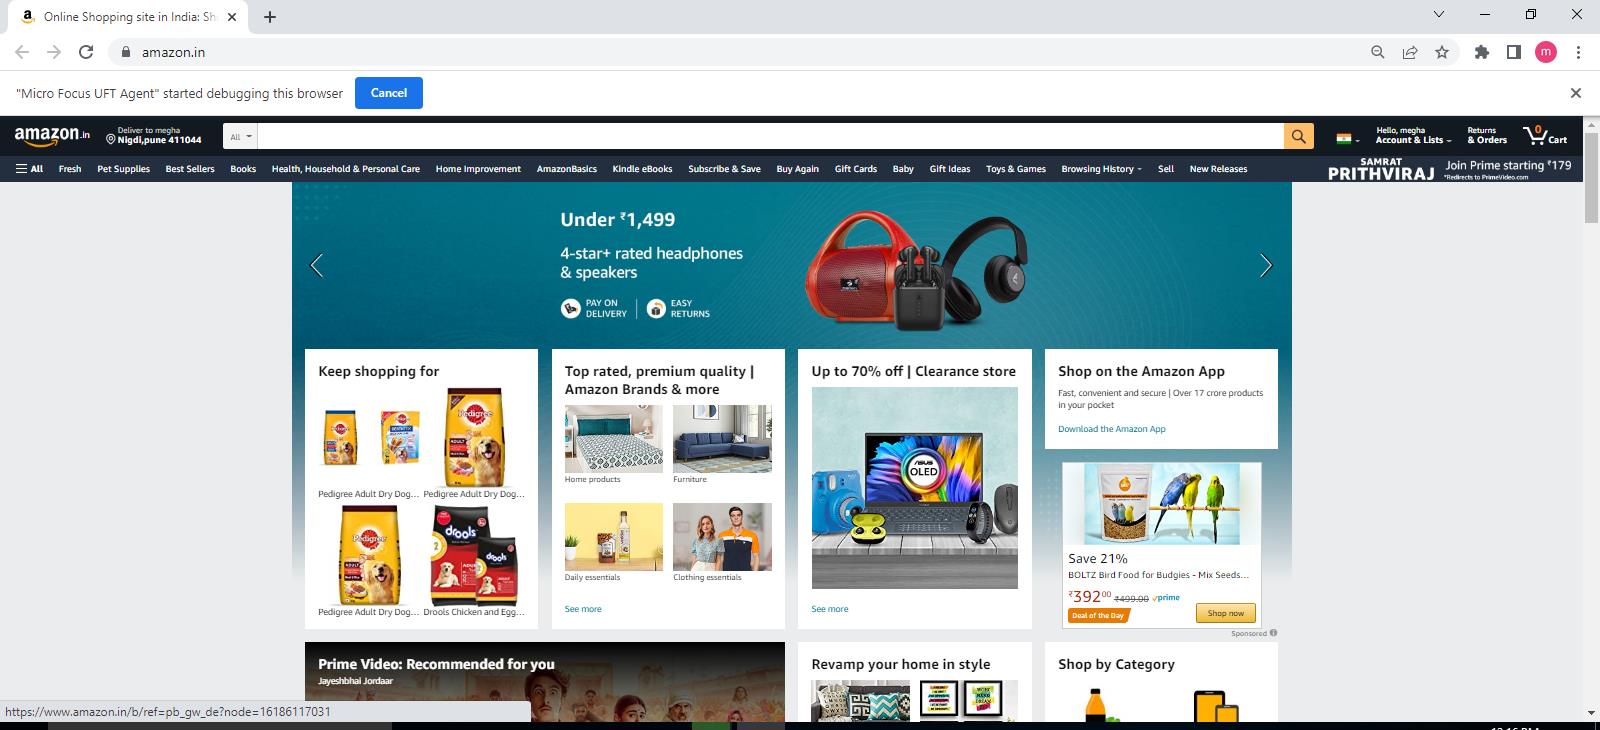 Online Shopping site in India: Sh
amazon.in
m
"Micro Focus UFT Agent" started debugging this browser
Cancel
amazon.in
Deliver to megha
Nigdi,pune 411044
All
Hello, megha
Account & Lists
Returns
& Orders
0
Cart
All
Fresh
Pet Supplies
Best Sellers
Books
Health, Household & Personal Care
Home Improvement
AmazonBasics
Kindle eBooks
Subscribe & Save
Buy Again
Gift Cards
Baby
Gift Ideas
Toys & Games
Browsing History
Sell
New Releases
SAMRAT
PRITHVIRAJ
Join Prime starting ₹179
*Redirects to PrimeVideo.com
Under ₹1,499
4-star+ rated headphones
& speakers
PAY ON
DELIVERY
EASY
RETURNS
Keep shopping for
Pedigree
Pedigree Adult Dry Dog...
Pedigree Adult Dry Dog...
Pedigree
drools
drools
Pedigree Adult Dry Dog...
Drools Chicken and Egg...
Top rated, premium quality |
Amazon Brands & more
Home products
Furniture
Daily essentials
Clothing essentials
See more
Up to 70% off | Clearance store
ASUS
OLED
See more
Shop on the Amazon App
Fast, convenient and secure | Over 17 crore products
in your pocket
Download the Amazon App
Save 21%
BOLTZ Bird Food for Budgies - Mix Seeds...
₹39200 ₹499.00 prime
Deal of the Day
Shop now
Sponsored
Prime Video: Recommended for you
Jayeshbhai Jordaar
Revamp your home in style
Shop by Category
https://www.amazon.in/b/ref=pb_gw_de?node=16186117031